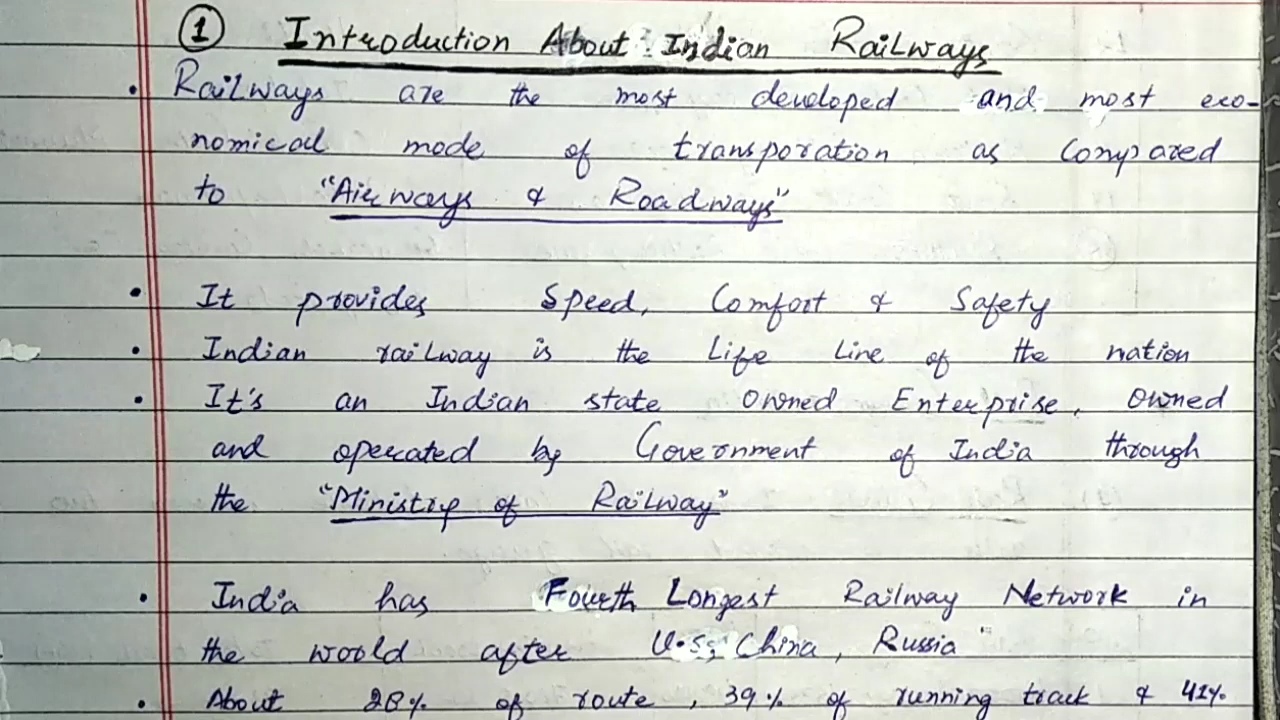 ① Introduction About Indian Railways
• Railways are the most developed and most eco-
nomical mode of transporation as Compared
to "Airways & Roadways"
• It provides Speed, Comfort & Safety
• Indian railway is the Life Line of the nation
• It's an Indian state owned Enterprise, owned
and operated by Government of India through
the "Ministry of Railway"
• India has Fourth Longest Railway Network in
the world after U.S, China, Russia
• About 28% of route, 39% of running track & 42%